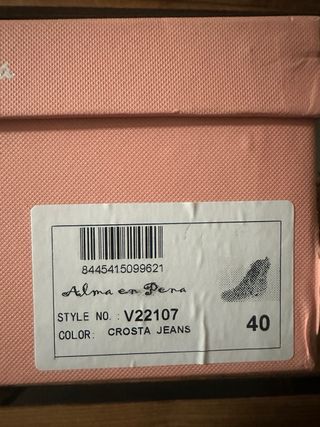 8445415099621
Alma en Pena
STYLE NO. : V22107
COLOR: CROSTA JEANS 40